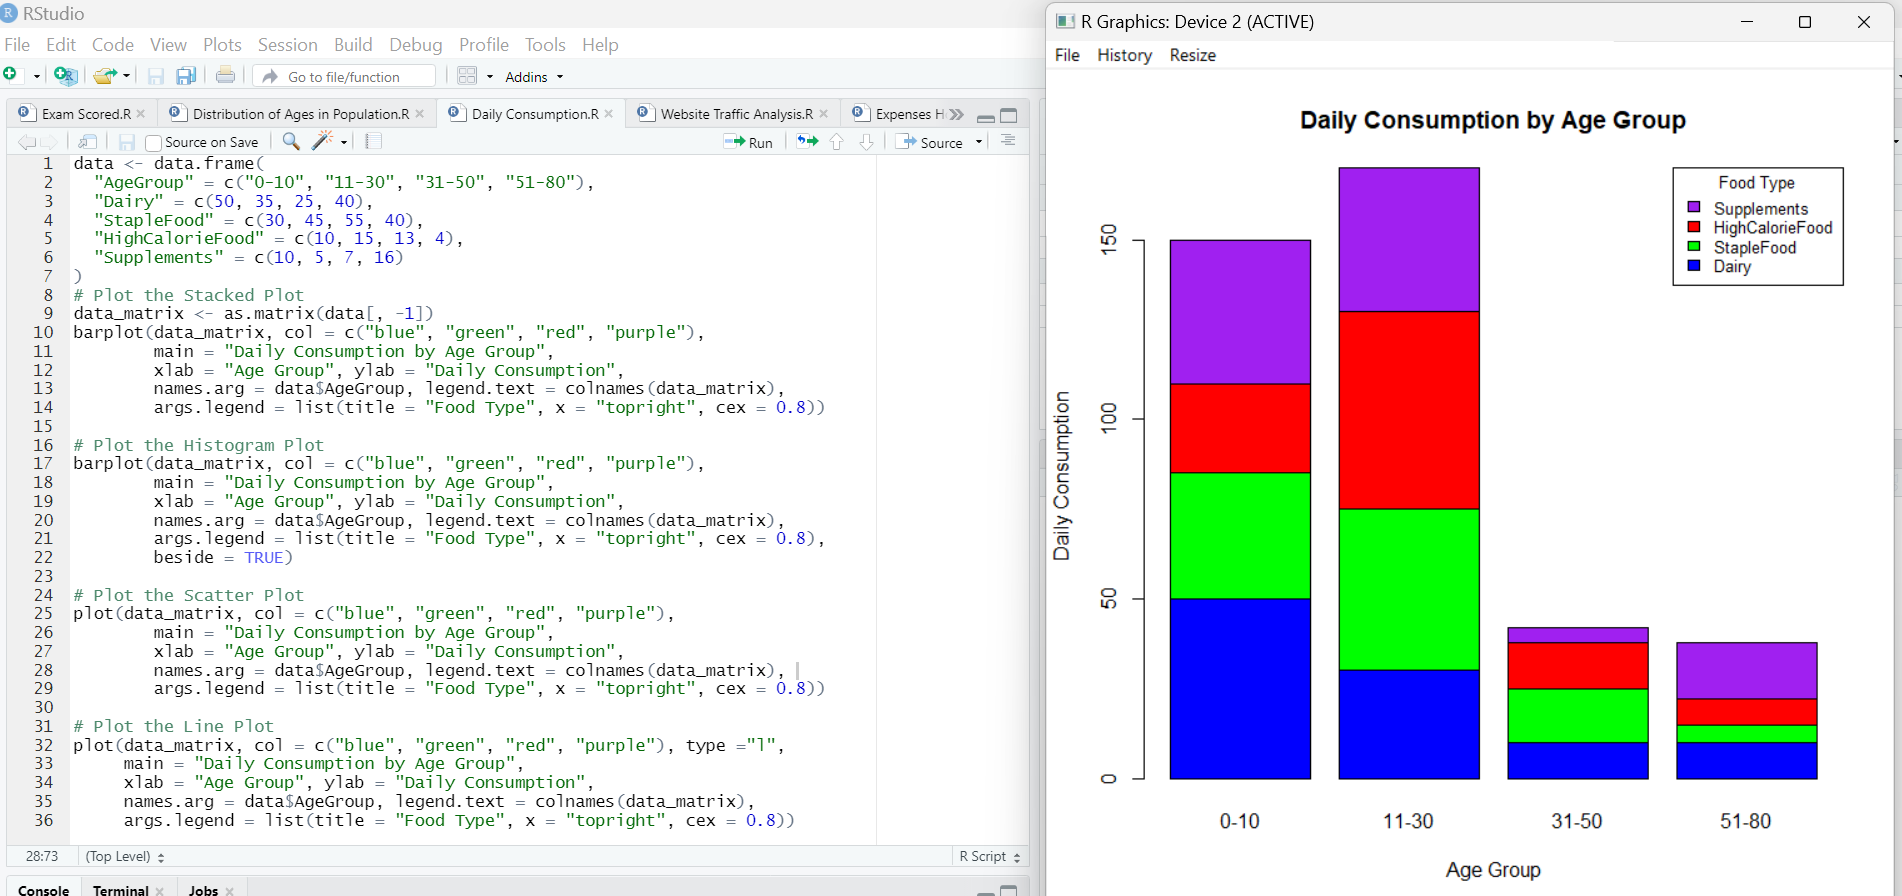 RStudio
File Edit Code View Plots Session Build Debug Profile Tools Help
Go to file/function Addins
Exam Scored.R Distribution of Ages in Population.R Daily Consumption.R Website Traffic Analysis.R Expenses H
Source on Save Run Source
1 data <- data.frame(
2 "AgeGroup" = c("0-10", "11-30", "31-50", "51-80"),
3 "Dairy" = c(50, 35, 25, 40),
4 "StapleFood" = c(30, 45, 55, 40),
5 "HighCalorieFood" = c(10, 15, 13, 4),
6 "Supplements" = c(10, 5, 7, 16)
7 )
8 # Plot the Stacked Plot
9 data_matrix <- as.matrix(data[, -1])
10 barplot(data_matrix, col = c("blue", "green", "red", "purple"),
11 main = "Daily Consumption by Age Group",
12 xlab = "Age Group", ylab = "Daily Consumption",
13 names.arg = data$AgeGroup, legend.text = colnames(data_matrix),
14 args.legend = list(title = "Food Type", x = "topright", cex = 0.8))
15
16 # Plot the Histogram Plot
17 barplot(data_matrix, col = c("blue", "green", "red", "purple"),
18 main = "Daily Consumption by Age Group",
19 xlab = "Age Group", ylab = "Daily Consumption",
20 names.arg = data$AgeGroup, legend.text = colnames(data_matrix),
21 args.legend = list(title = "Food Type", x = "topright", cex = 0.8),
22 beside = TRUE)
23
24 # Plot the Scatter Plot
25 plot(data_matrix, col = c("blue", "green", "red", "purple"),
26 main = "Daily Consumption by Age Group",
27 xlab = "Age Group", ylab = "Daily Consumption",
28 names.arg = data$AgeGroup, legend.text = colnames(data_matrix),
29 args.legend = list(title = "Food Type", x = "topright", cex = 0.8))
30
31 # Plot the Line Plot
32 plot(data_matrix, col = c("blue", "green", "red", "purple"), type ="l",
33 main = "Daily Consumption by Age Group",
34 xlab = "Age Group", ylab = "Daily Consumption",
35 names.arg = data$AgeGroup, legend.text = colnames(data_matrix),
36 args.legend = list(title = "Food Type", x = "topright", cex = 0.8))
28:73 (Top Level) R Script
Console Terminal Jobs
R Graphics: Device 2 (ACTIVE)
File History Resize
Daily Consumption by Age Group
Food Type
Supplements
HighCalorieFood
StapleFood
Dairy
Daily Consumption
150
100
50
0
0-10 11-30 31-50 51-80
Age Group